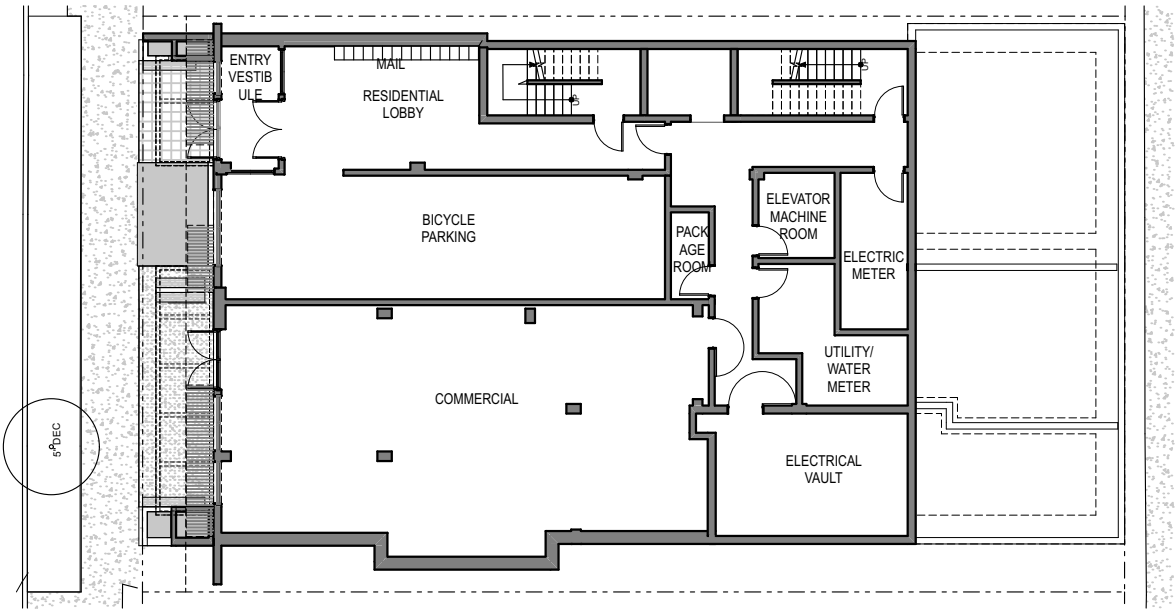 ENTRY
VESTIB
ULE
MAIL
RESIDENTIAL
LOBBY
UP
UP
BICYCLE
PARKING
PACK
AGE
ROOM
ELEVATOR
MACHINE
ROOM
ELECTRIC
METER
UTILITY/
WATER
METER
COMMERCIAL
ELECTRICAL
VAULT
DEC